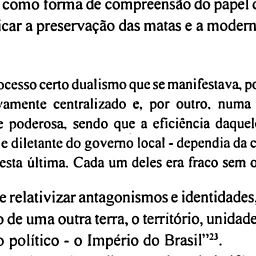 como forma de compreensão do papel
icar a preservação das matas e a modern
ocesso certo dualismo que se manifestava, po
vamente centralizado e, por outro, numa
e poderosa, sendo que a eficiência daquel
e diletante do governo local - dependia da c
esta última. Cada um deles era fraco sem o
e relativizar antagonismos e identidades,
o de uma outra terra, o território, unidade
o político - o Império do Brasil”23.